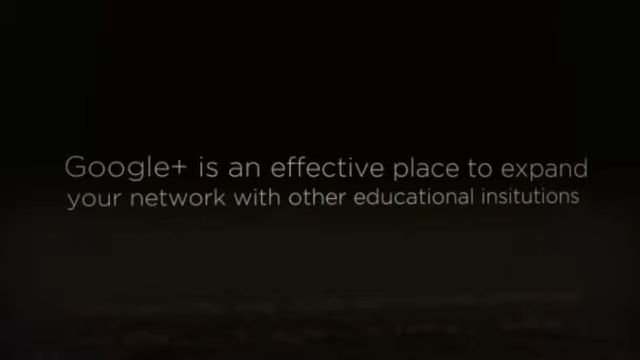 Google+ is an effective place to expand
your network with other educational insitutions